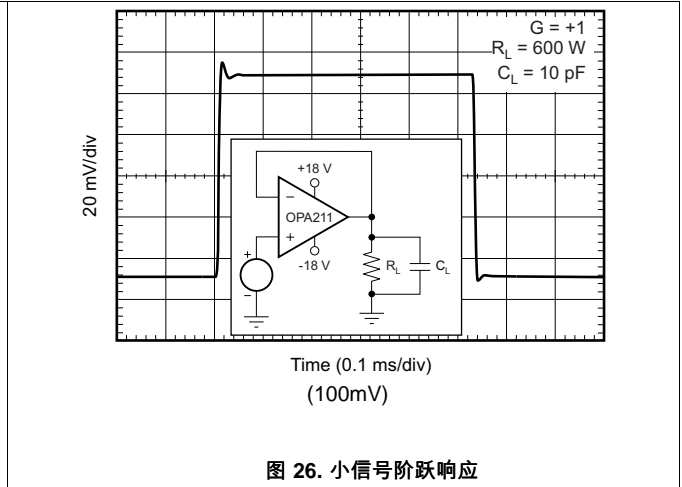 G = +1
R_L = 600 W
C_L = 10 pF
20 mV/div
+18 V
−
OPA211
+
-18 V
+
−
R_L
C_L
Time (0.1 ms/div)
(100mV)
图 26. 小信号阶跃响应